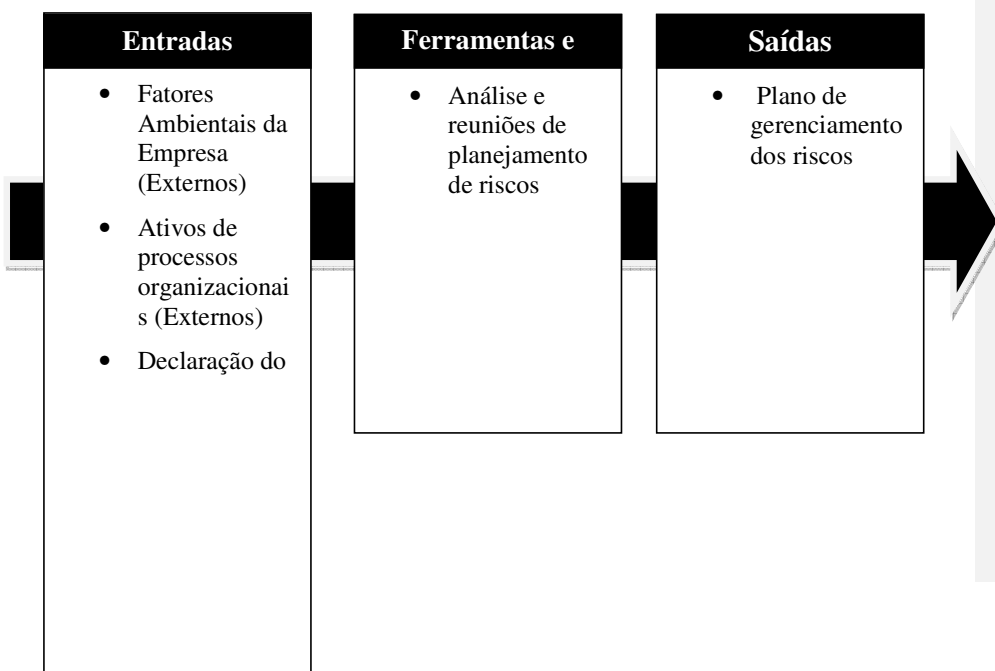 Entradas
• Fatores
Ambientais da
Empresa
(Externos)
• Ativos de
processos
organizacionai
s (Externos)
• Declaração do
Ferramentas e
• Análise e
reuniões de
planejamento
de riscos
Saídas
• Plano de
gerenciamento
dos riscos